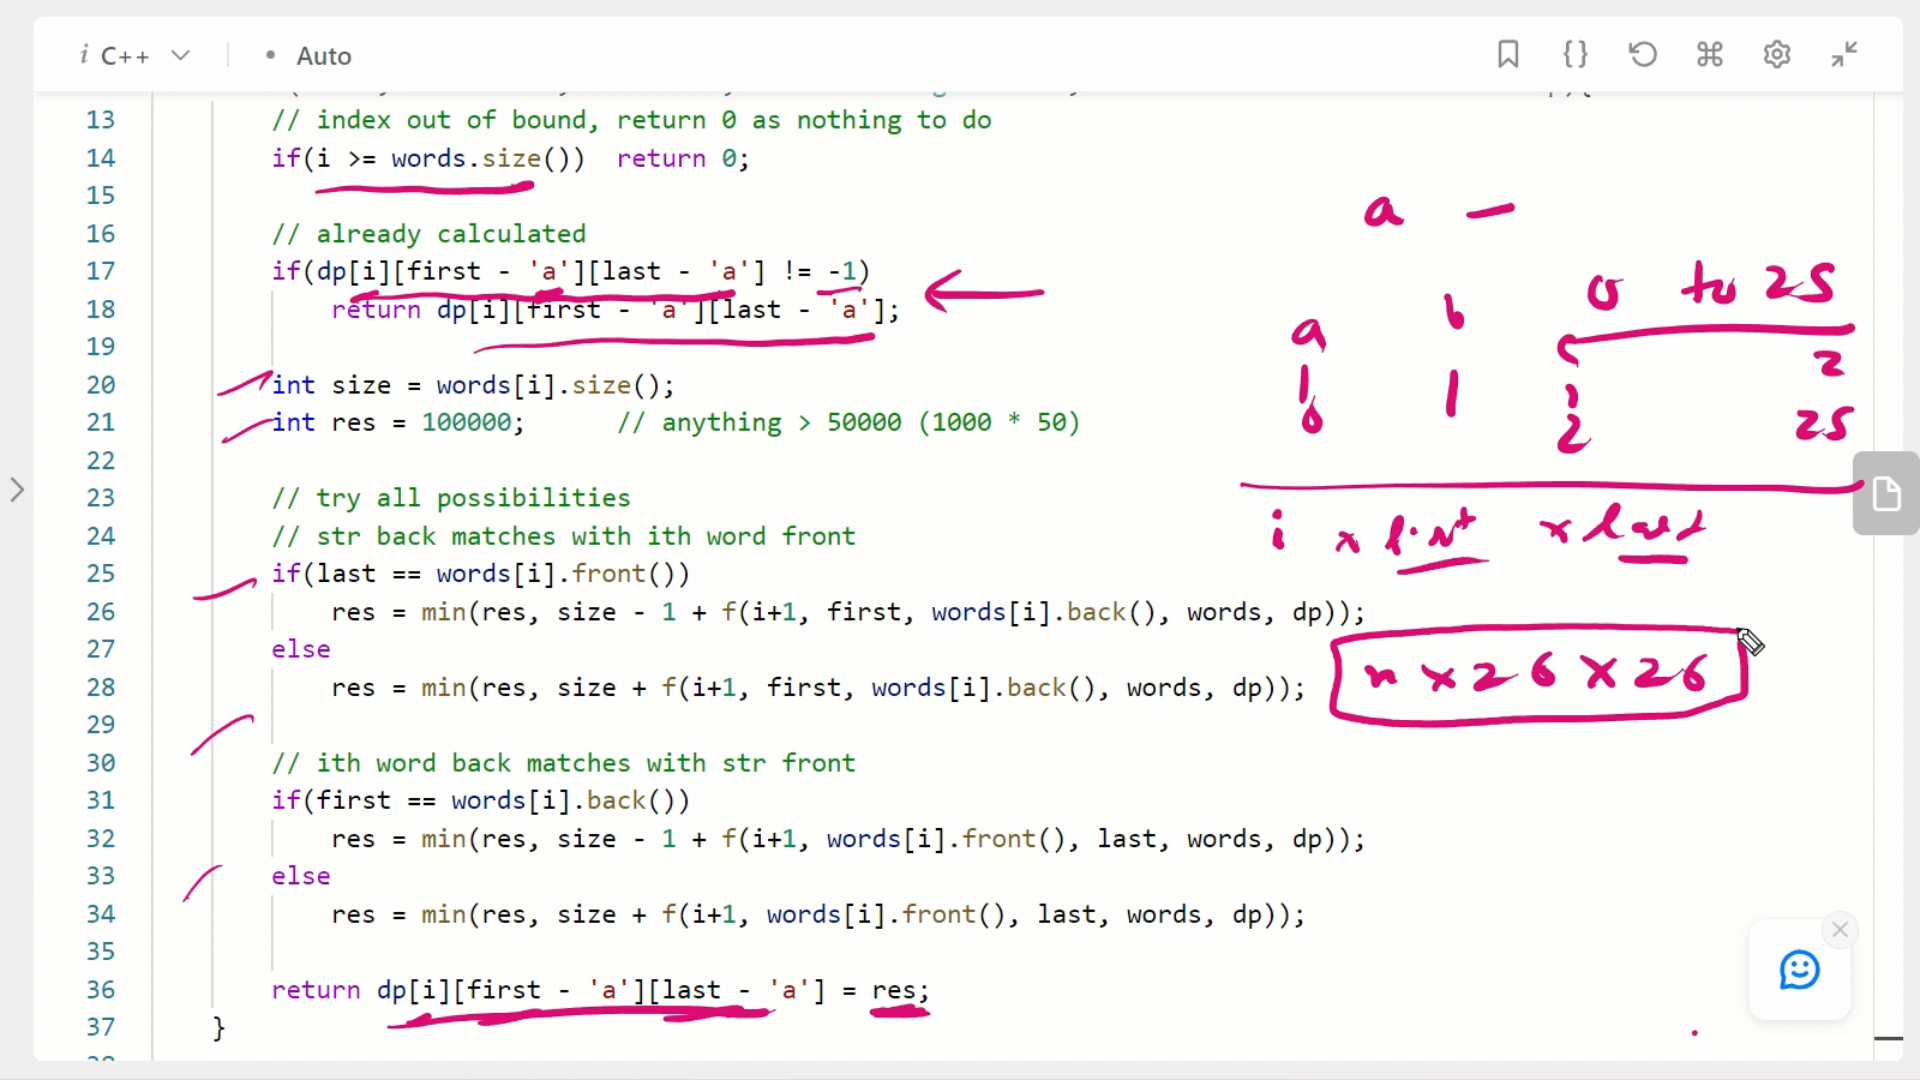 i C++ • Auto {}
13 // index out of bound, return 0 as nothing to do
14 if(i >= words.size()) return 0;
15
16 // already calculated
17 if(dp[i][first - 'a'][last - 'a'] != -1)
18 return dp[i][first - 'a'][last - 'a'];
19
20 int size = words[i].size();
21 int res = 100000; // anything > 50000 (1000 * 50)
22
23 // try all possibilities
24 // str back matches with ith word front
25 if(last == words[i].front())
26 res = min(res, size - 1 + f(i+1, first, words[i].back(), words, dp));
27 else
28 res = min(res, size + f(i+1, first, words[i].back(), words, dp));
29
30 // ith word back matches with str front
31 if(first == words[i].back())
32 res = min(res, size - 1 + f(i+1, words[i].front(), last, words, dp));
33 else
34 res = min(res, size + f(i+1, words[i].front(), last, words, dp));
35
36 return dp[i][first - 'a'][last - 'a'] = res;
37 }
a –
0 to 25
a b c z
0 1 2 25
i x first x last
n x 26 x 26